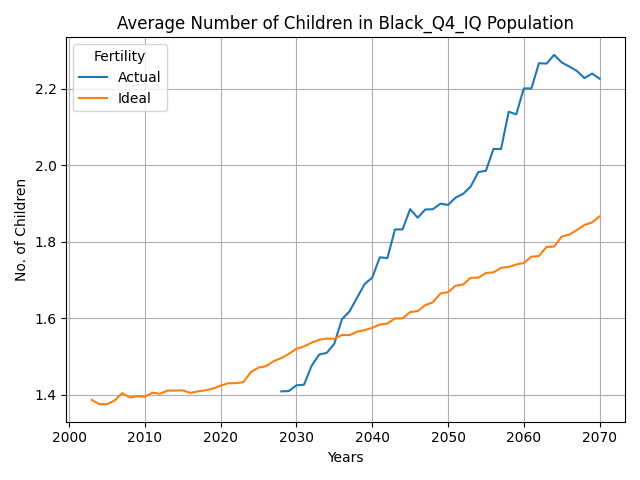 Average Number of Children in Black_Q4_IQ Population
Fertility
Actual
Ideal
No. of Children
2.2
2.0
1.8
1.6
1.4
2000 2010 2020 2030 2040 2050 2060 2070
Years